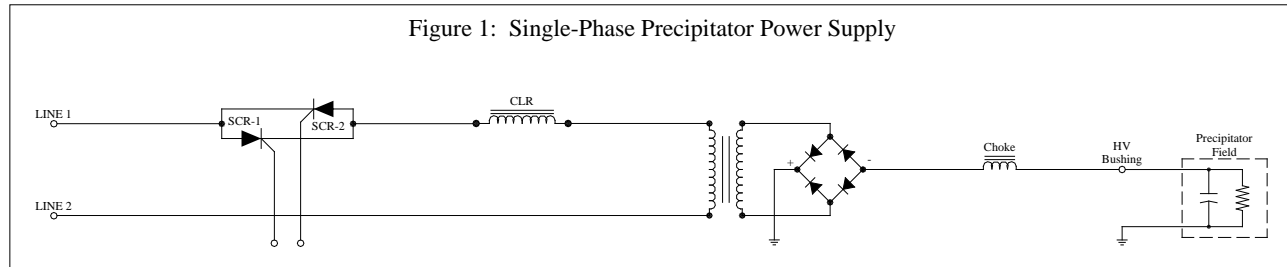 Figure 1: Single-Phase Precipitator Power Supply
LINE 1
SCR-1
SCR-2
CLR
+
-
Choke
HV
Bushing
Precipitator
Field
LINE 2